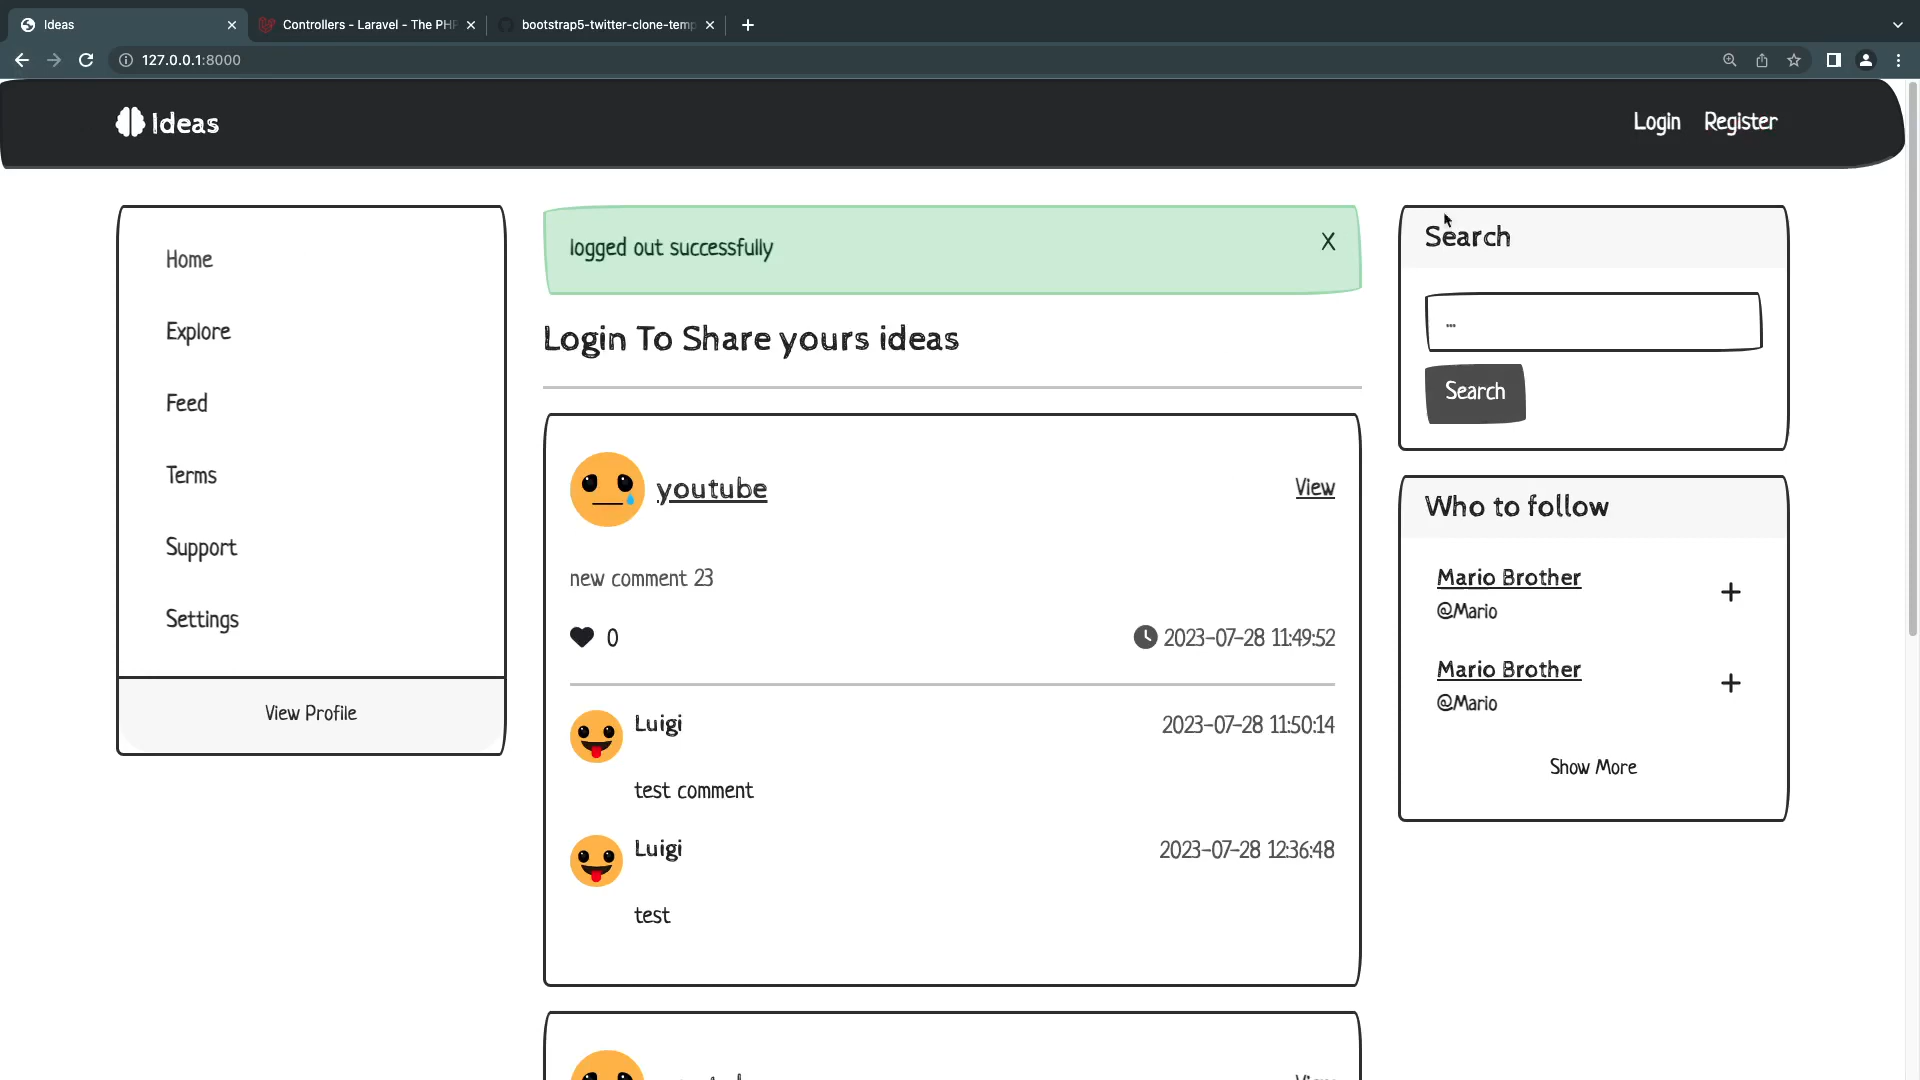 Ideas
Controllers - Laravel - The PHP
bootstrap5-twitter-clone-temp
127.0.0.1:8000
Ideas
Login
Register
Home
Explore
Feed
Terms
Support
Settings
View Profile
logged out successfully
X
Login To Share yours ideas
youtube
View
new comment 23
0
2023-07-28 11:49:52
Luigi
2023-07-28 11:50:14
test comment
Luigi
2023-07-28 12:36:48
test
Search
...
Search
Who to follow
Mario Brother
@Mario
+
Mario Brother
@Mario
+
Show More